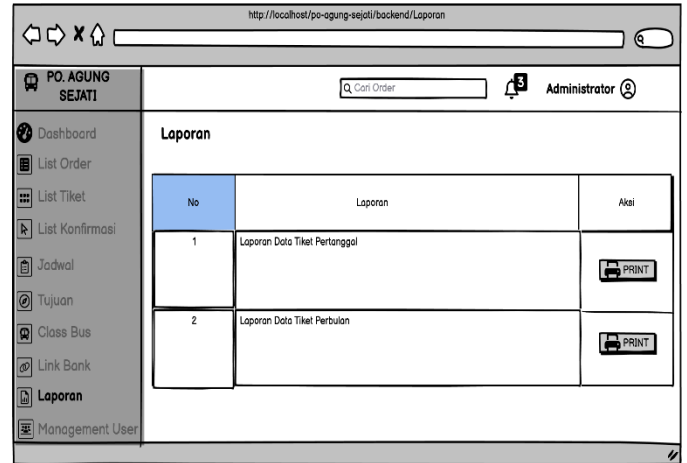 http://localhost/po-agung-sejati/backend/Laporan
PO. AGUNG
SEJATI
Cari Order
3
Administrator
Dashboard
List Order
List Tiket
List Konfirmasi
Jadwal
Tujuan
Class Bus
Link Bank
Laporan
Management User
Laporan
No Laporan Aksi
1 Laporan Data Tiket Pertanggal PRINT
2 Laporan Data Tiket Perbulan PRINT